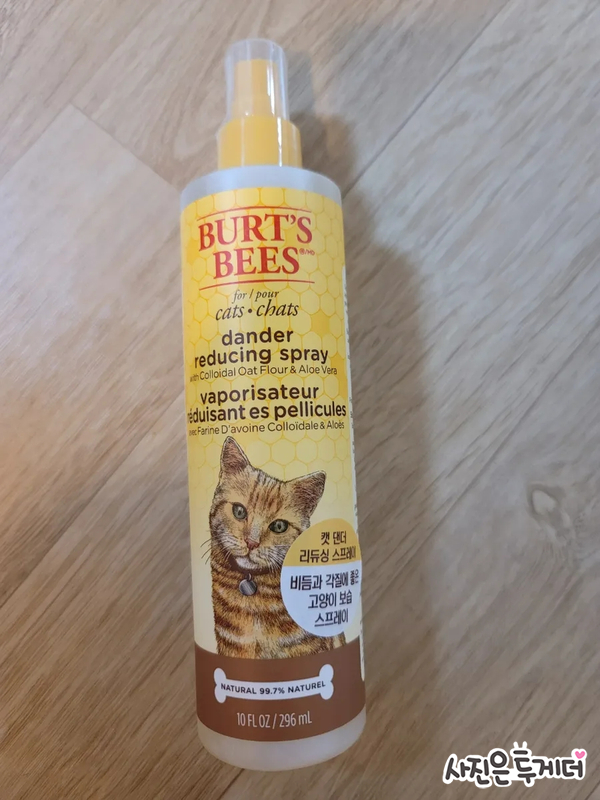 BURT'S
BEES®/MD
for / pour
cats • chats
dander
reducing spray
with Colloidal Oat Flour & Aloe Vera
vaporisateur
réduisant es pellicules
avec Farine D'avoine Colloïdale & Aloès
캣 댄더
리듀싱 스프레이
비듬과 각질에 좋은
고양이 보습
스프레이
NATURAL 99.7% NATUREL
10 FL OZ / 296 mL
사진은 투게더